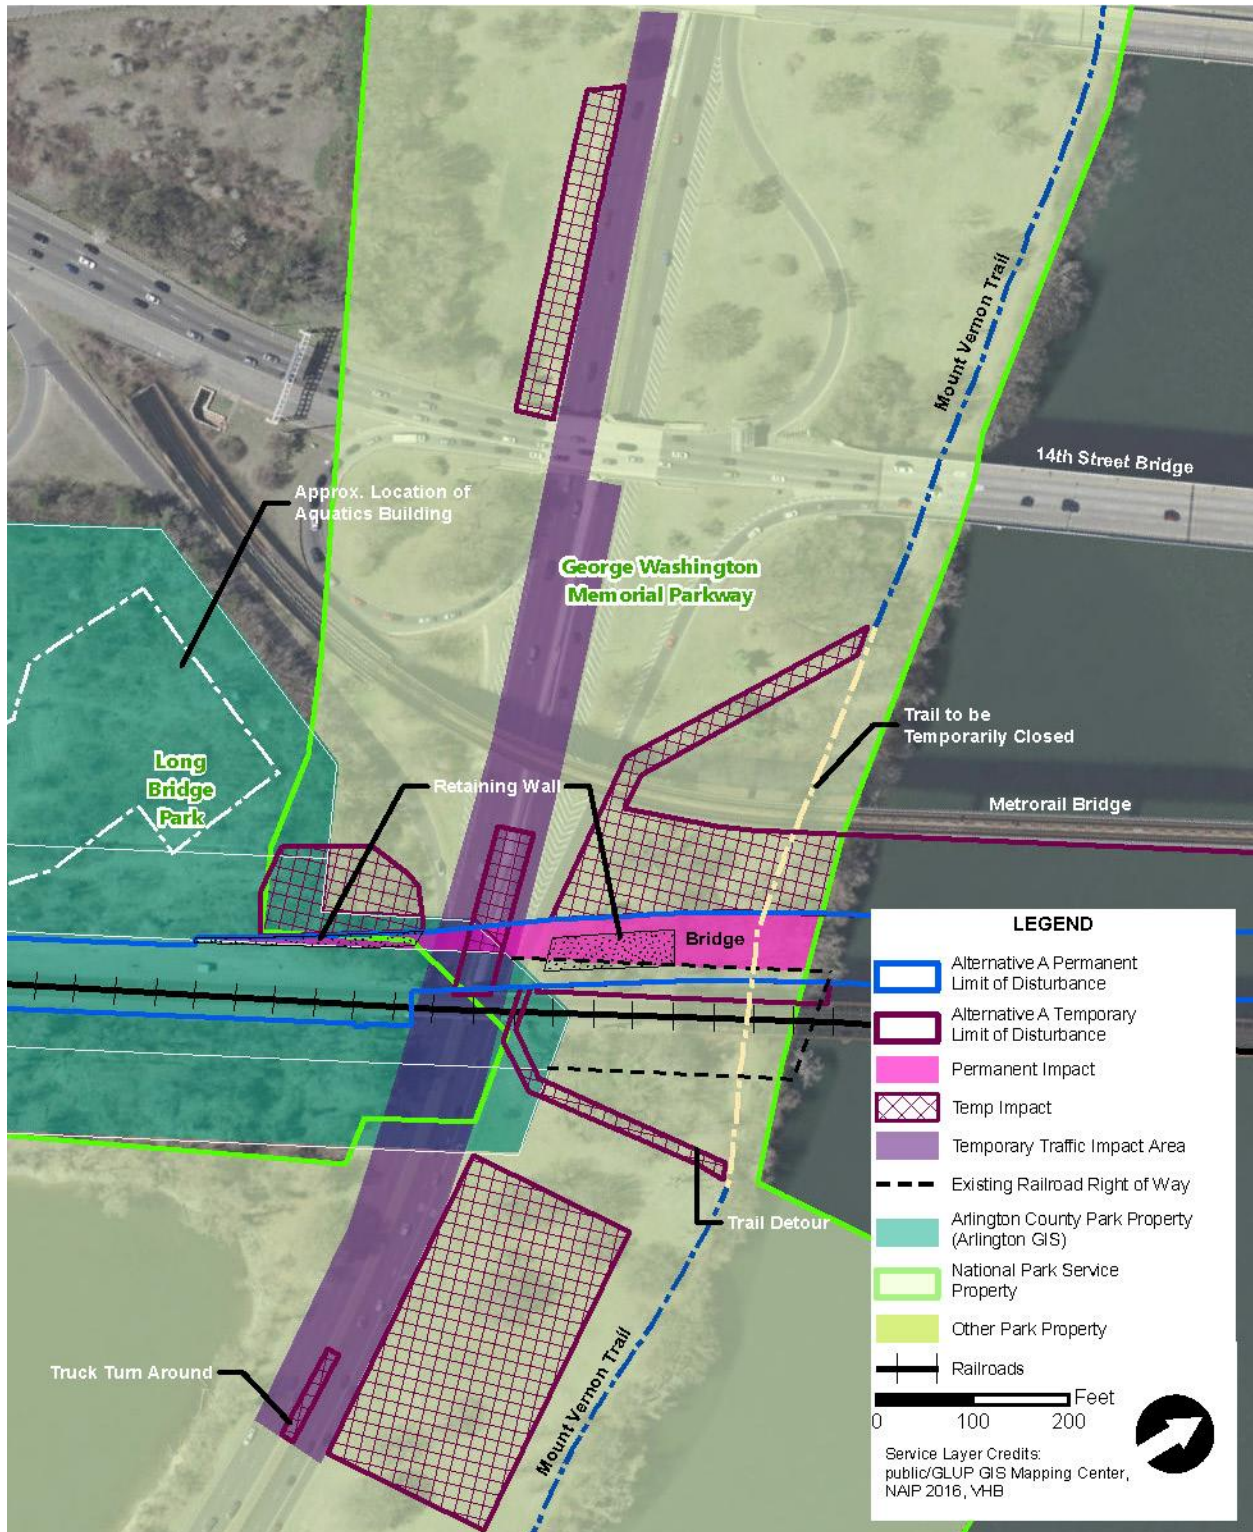 Mount Vernon Trail
14th Street Bridge
Approx. Location of
Aquatics Building
George Washington
Memorial Parkway
Trail to be
Temporarily Closed
Long
Bridge
Park
Retaining Wall
Metrorail Bridge
Bridge
Trail Detour
Truck Turn Around
Mount Vernon Trail
LEGEND
Alternative A Permanent
Limit of Disturbance
Alternative A Temporary
Limit of Disturbance
Permanent Impact
Temp Impact
Temporary Traffic Impact Area
Existing Railroad Right of Way
Arlington County Park Property
(Arlington GIS)
National Park Service
Property
Other Park Property
Railroads
Feet
0 100 200
Service Layer Credits:
public/GLUP GIS Mapping Center,
NAIP 2016, VHB